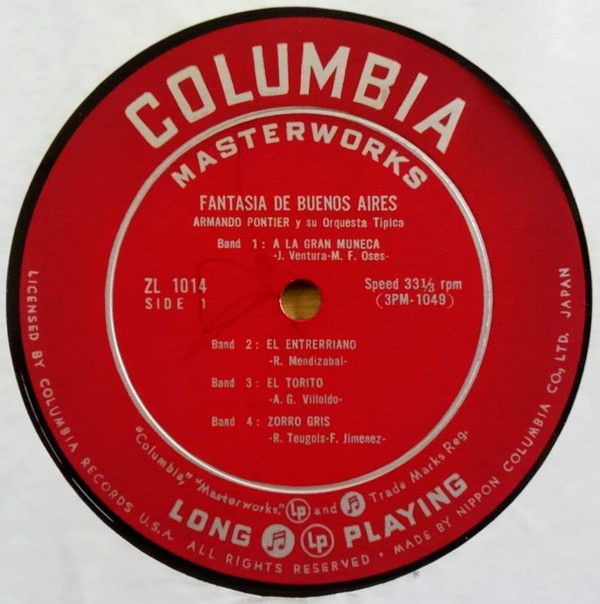 COLUMBIA
MASTERWORKS
FANTASIA DE BUENOS AIRES
ARMANDO PONTIER y su Orquesta Tipica
Band 1: A LA GRAN MUNECA
-J. Ventura-M. F. Oses-
ZL 1014
SIDE 1
Speed 33⅓ rpm
(3PM-1049)
Band 2: EL ENTRERRIANO
-R. Mendizabal-
Band 3: EL TORITO
-A. G. Villoldo-
Band 4: ZORRO GRIS
-R. Teugols-F. Jimenez-
"Columbia," "Masterworks," Lp and Trade Marks Reg.
LONG Lp PLAYING
LICENSED BY COLUMBIA RECORDS U.S.A. ALL RIGHTS RESERVED • MADE BY NIPPON COLUMBIA CO., LTD. JAPAN